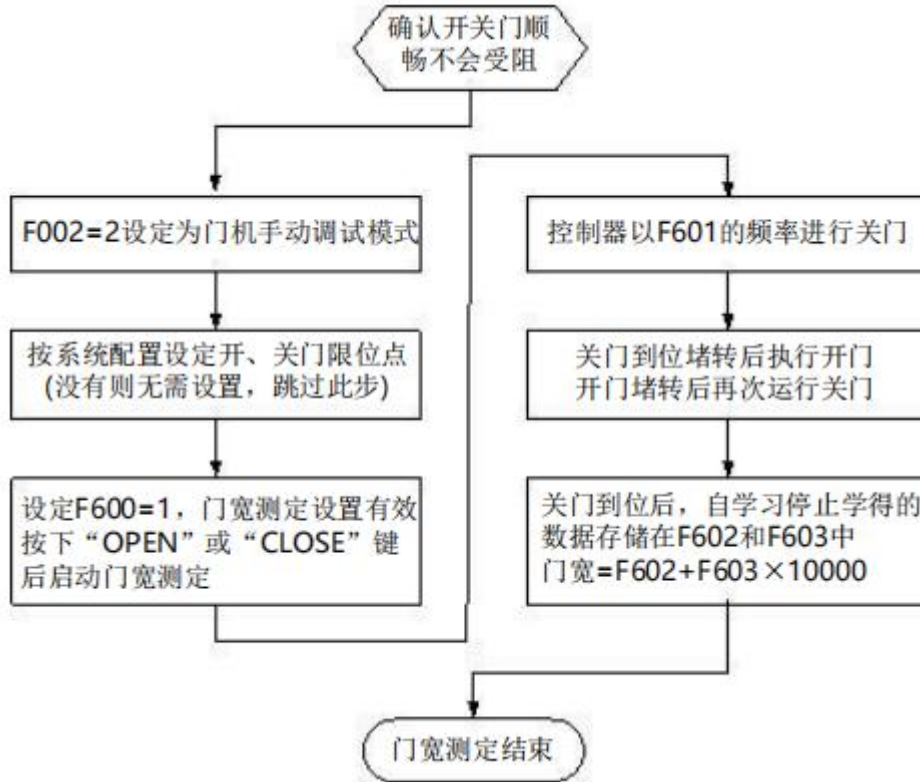 确认开关门顺
畅不会受阻
F002=2设定为门机手动调试模式
按系统配置设定开、关门限位点
(没有则无需设置，跳过此步)
设定F600=1，门宽测定设置有效
按下“OPEN”或“CLOSE”键
后启动门宽测定
控制器以F601的频率进行关门
关门到位堵转后执行开门
开门堵转后再次运行关门
关门到位后，自学习停止学得的
数据存储在F602和F603中
门宽=F602+F603×10000
门宽测定结束